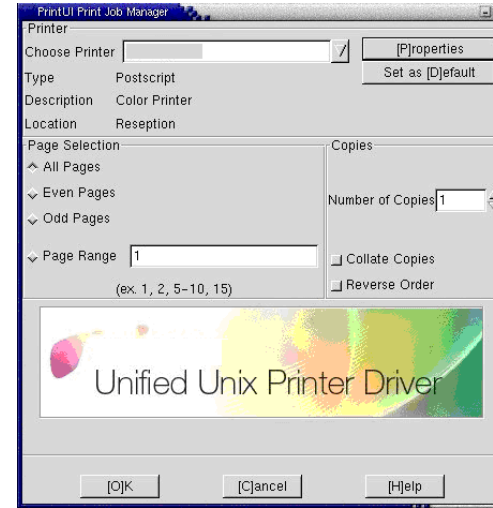 PrintUI Print Job Manager
Printer
Choose Printer
[P]roperties
Type Postscript
Set as [D]efault
Description Color Printer
Location Reseption
Page Selection
All Pages
Even Pages
Odd Pages
Page Range 1
(ex. 1, 2, 5-10, 15)
Copies
Number of Copies 1
Collate Copies
Reverse Order
Unified Unix Printer Driver
[O]K [C]ancel [H]elp